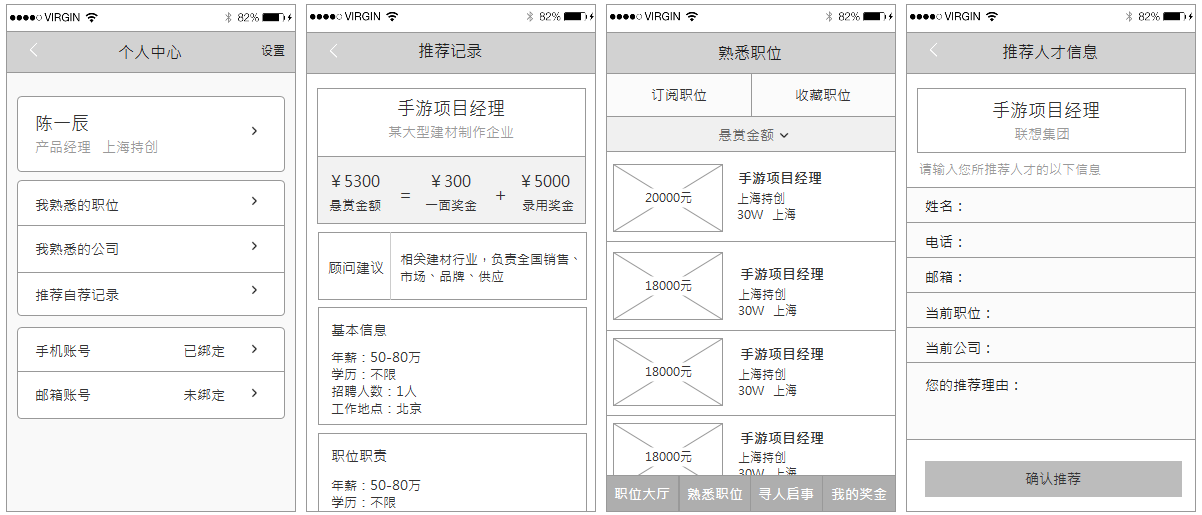 VIRGIN 82%
个人中心 设置
陈一辰
产品经理 上海持创
我熟悉的职位
我熟悉的公司
推荐自荐记录
手机账号 已绑定
邮箱账号 未绑定
VIRGIN 82%
推荐记录
手游项目经理
某大型建材制作企业
￥5300 = ￥300 + ￥5000
悬赏金额 一面奖金 录用奖金
顾问建议
相关建材行业，负责全国销售、
市场、品牌、供应
基本信息
年薪：50-80万
学历：不限
招聘人数：1人
工作地点：北京
职位职责
年薪：50-80万
学历：不限
VIRGIN 82%
熟悉职位
订阅职位 收藏职位
悬赏金额
20000元
手游项目经理
上海持创
30W 上海
18000元
手游项目经理
上海持创
30W 上海
18000元
手游项目经理
上海持创
30W 上海
18000元
手游项目经理
上海持创
30W 上海
职位大厅 熟悉职位 寻人启事 我的奖金
VIRGIN 82%
推荐人才信息
手游项目经理
联想集团
请输入您所推荐人才的以下信息
姓名：
电话：
邮箱：
当前职位：
当前公司：
您的推荐理由：
确认推荐